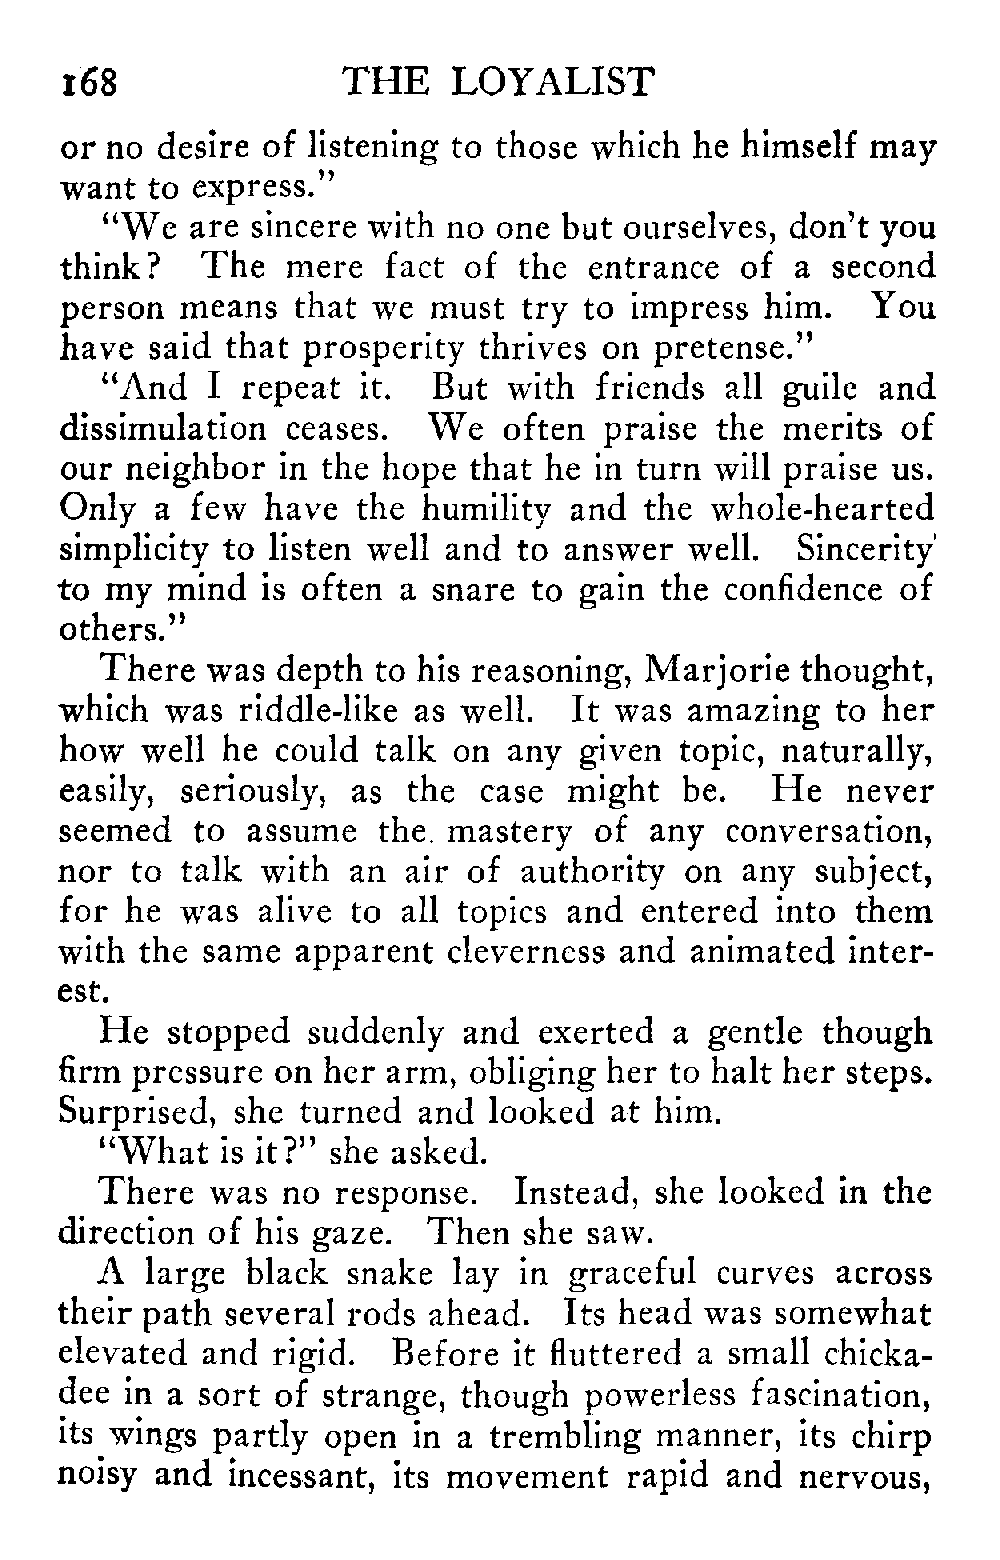 168 THE LOYALIST
or no desire of listening to those which he himself may
want to express."
"We are sincere with no one but ourselves, don't you
think? The mere fact of the entrance of a second
person means that we must try to impress him. You
have said that prosperity thrives on pretense."
"And I repeat it. But with friends all guile and
dissimulation ceases. We often praise the merits of
our neighbor in the hope that he in turn will praise us.
Only a few have the humility and the whole-hearted
simplicity to listen well and to answer well. Sincerity
to my mind is often a snare to gain the confidence of
others."
There was depth to his reasoning, Marjorie thought,
which was riddle-like as well. It was amazing to her
how well he could talk on any given topic, naturally,
easily, seriously, as the case might be. He never
seemed to assume the mastery of any conversation,
nor to talk with an air of authority on any subject,
for he was alive to all topics and entered into them
with the same apparent cleverness and animated inter-
est.
He stopped suddenly and exerted a gentle though
firm pressure on her arm, obliging her to halt her steps.
Surprised, she turned and looked at him.
"What is it?" she asked.
There was no response. Instead, she looked in the
direction of his gaze. Then she saw.
A large black snake lay in graceful curves across
their path several rods ahead. Its head was somewhat
elevated and rigid. Before it fluttered a small chicka-
dee in a sort of strange, though powerless fascination,
its wings partly open in a trembling manner, its chirp
noisy and incessant, its movement rapid and nervous,